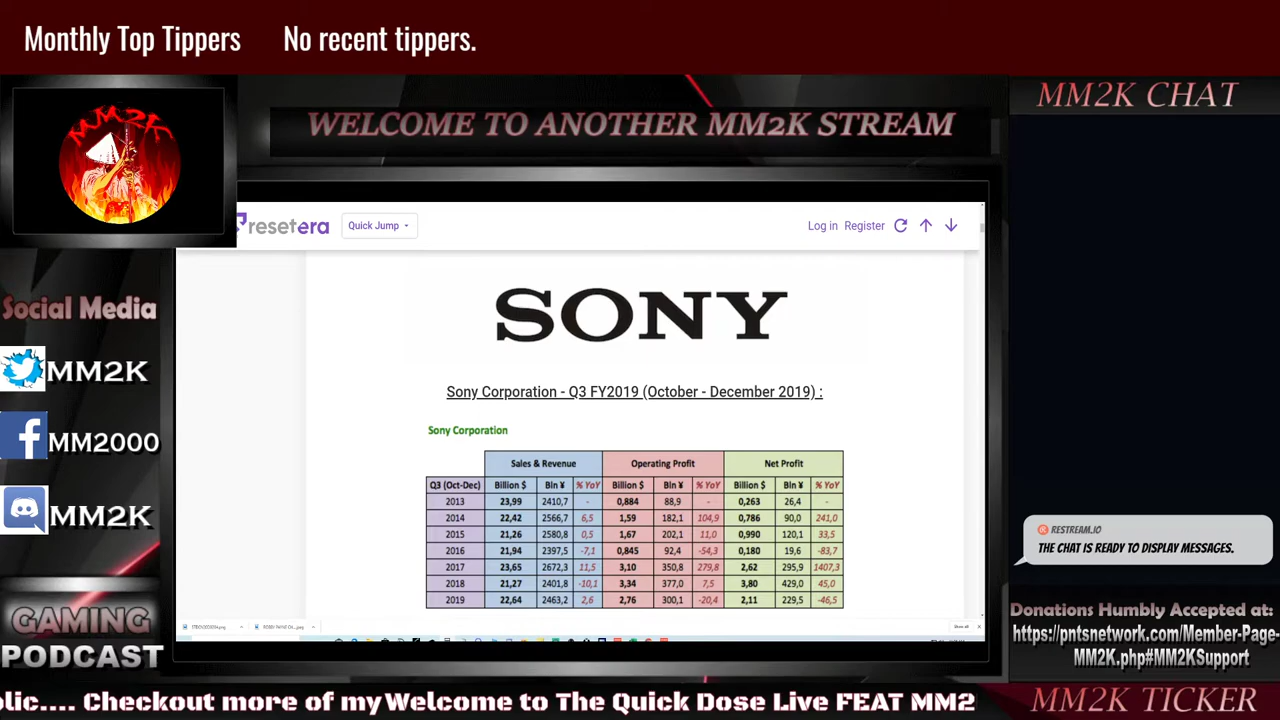 Monthly Top Tippers No recent tippers.
MM2K
WELCOME TO ANOTHER MM2K STREAM
MM2K CHAT
resetera Quick Jump Log in Register
SONY
Sony Corporation - Q3 FY2019 (October - December 2019) :
Sony Corporation
Sales & Revenue Operating Profit Net Profit
Q3 (Oct-Dec) Billion $ Bln ¥ % YoY Billion $ Bln ¥ % YoY Billion $ Bln ¥ % YoY
2013 23,99 2410,7 - 0,884 88,9 - 0,263 26,4 -
2014 22,42 2566,7 6,5 1,59 182,1 104,9 0,786 90,0 241,0
2015 21,26 2580,8 0,5 1,67 202,1 11,0 0,990 120,1 33,5
2016 21,94 2397,5 -7,1 0,845 92,4 -54,3 0,180 19,6 -83,7
2017 23,65 2672,3 11,5 3,10 350,8 279,8 2,62 295,9 1407,3
2018 21,27 2401,8 -10,1 3,34 377,0 7,5 3,80 429,0 45,0
2019 22,64 2463,2 2,6 2,76 300,1 -20,4 2,11 229,5 -46,5
Show all
Social Media
MM2K
MM2000
MM2K
GAMING
PODCAST
RESTREAM.IO
THE CHAT IS READY TO DISPLAY MESSAGES.
Donations Humbly Accepted at:
https://pntsnetwork.com/Member-Page-
MM2K.php#MM2KSupport
olic.... Checkout more of my Welcome to The Quick Dose Live FEAT MM2
MM2K TICKER